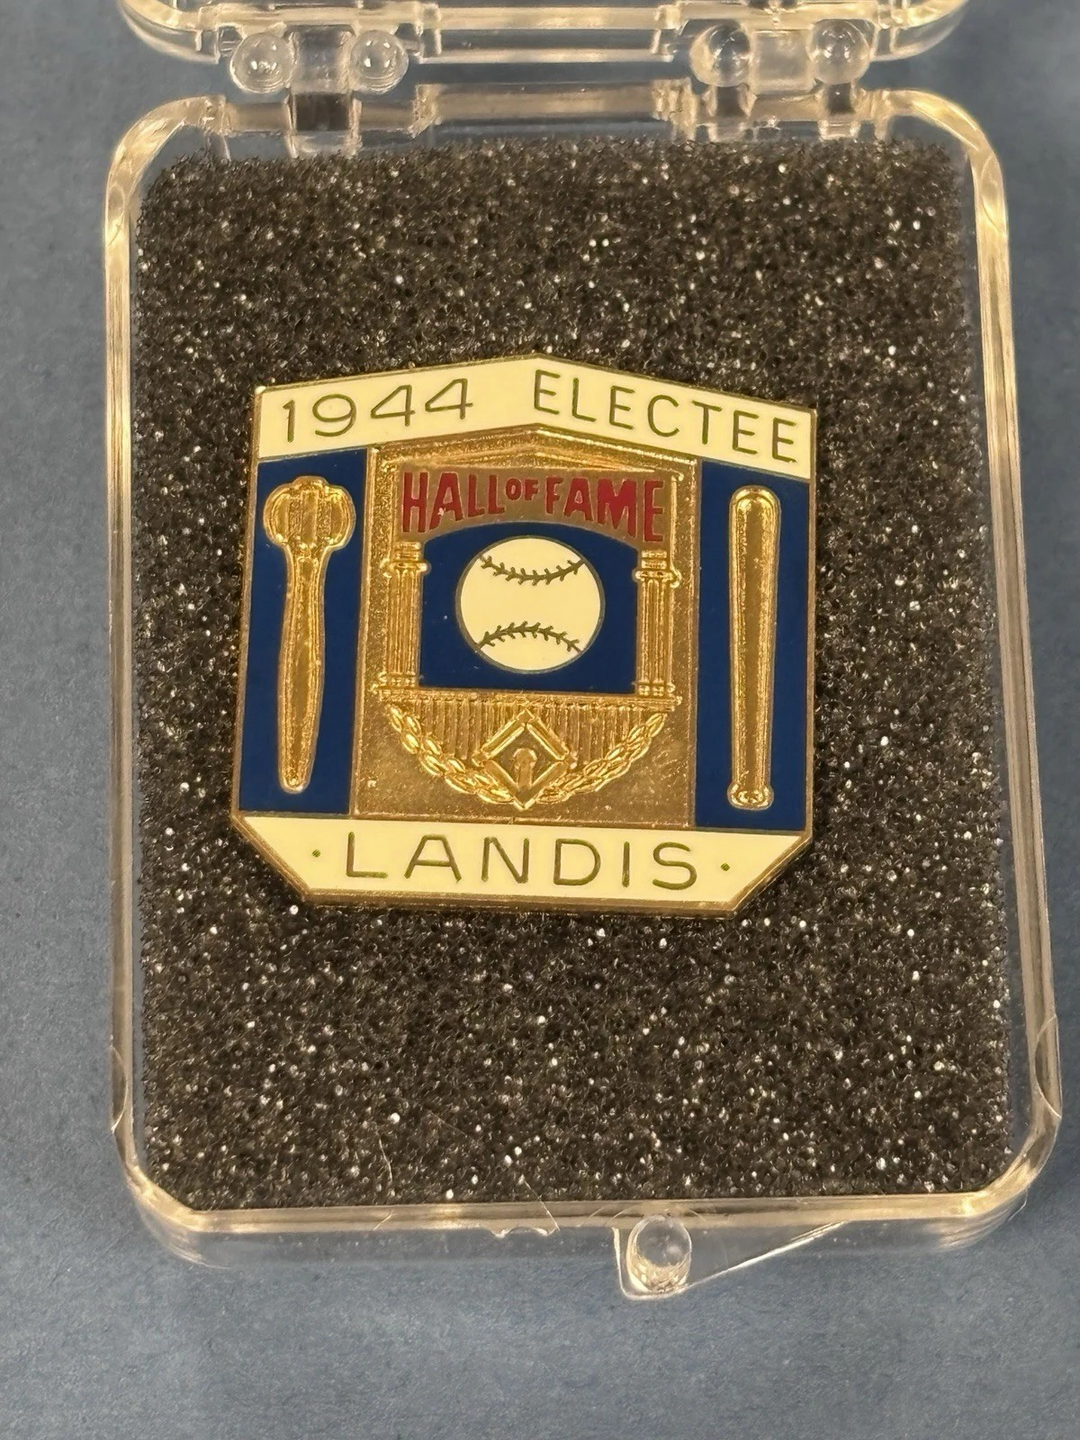 1944 ELECTEE
HALL OF FAME
· LANDIS ·